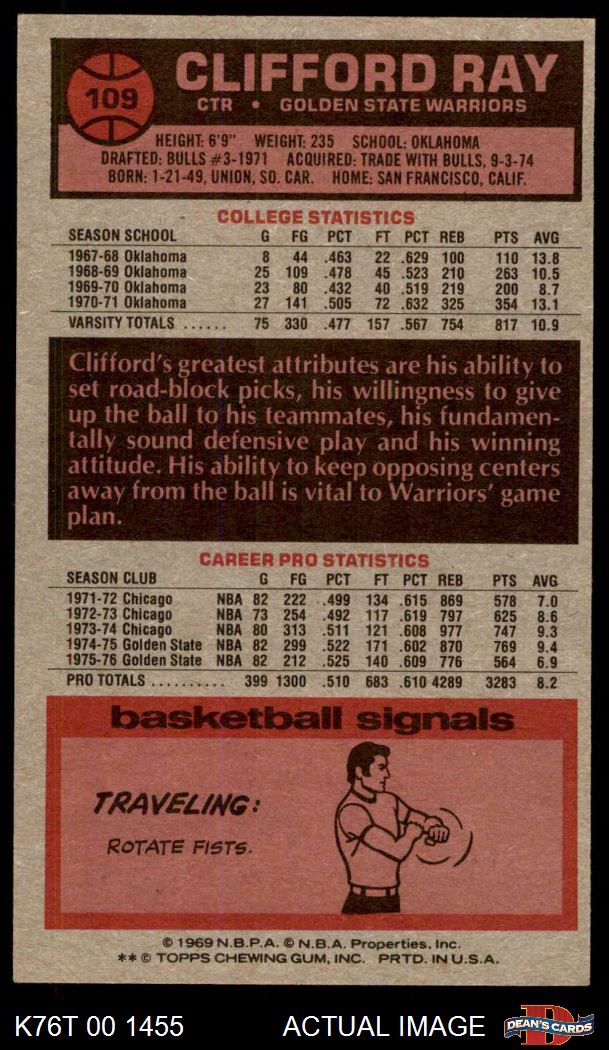 109
CLIFFORD RAY
CTR • GOLDEN STATE WARRIORS
HEIGHT: 6'9" WEIGHT: 235 SCHOOL: OKLAHOMA
DRAFTED: BULLS #3-1971 ACQUIRED: TRADE WITH BULLS, 9-3-74
BORN: 1-21-49, UNION, SO. CAR. HOME: SAN FRANCISCO, CALIF.
COLLEGE STATISTICS
SEASON SCHOOL G FG PCT FT PCT REB PTS AVG
1967-68 Oklahoma 8 44 .463 22 .629 100 110 13.8
1968-69 Oklahoma 25 109 .478 45 .523 210 263 10.5
1969-70 Oklahoma 23 80 .432 40 .519 219 200 8.7
1970-71 Oklahoma 27 141 .505 72 .632 325 354 13.1
VARSITY TOTALS ...... 75 330 .477 157 .567 754 817 10.9
Clifford's greatest attributes are his ability to
set road-block picks, his willingness to give
up the ball to his teammates, his fundamen-
tally sound defensive play and his winning
attitude. His ability to keep opposing centers
away from the ball is vital to Warriors' game
plan.
CAREER PRO STATISTICS
SEASON CLUB G FG PCT FT PCT REB PTS AVG
1971-72 Chicago NBA 82 222 .499 134 .615 869 578 7.0
1972-73 Chicago NBA 73 254 .492 117 .619 797 625 8.6
1973-74 Chicago NBA 80 313 .511 121 .608 977 747 9.3
1974-75 Golden State NBA 82 299 .522 171 .602 870 769 9.4
1975-76 Golden State NBA 82 212 .525 140 .609 776 564 6.9
PRO TOTALS .......... 399 1300 .510 683 .610 4289 3283 8.2
basketball signals
TRAVELING:
ROTATE FISTS.
© 1969 N.B.P.A. © N.B.A. Properties, Inc.
** © TOPPS CHEWING GUM, INC. PRTD. IN U.S.A.
K76T 00 1455 ACTUAL IMAGE
D
DEAN'S CARDS